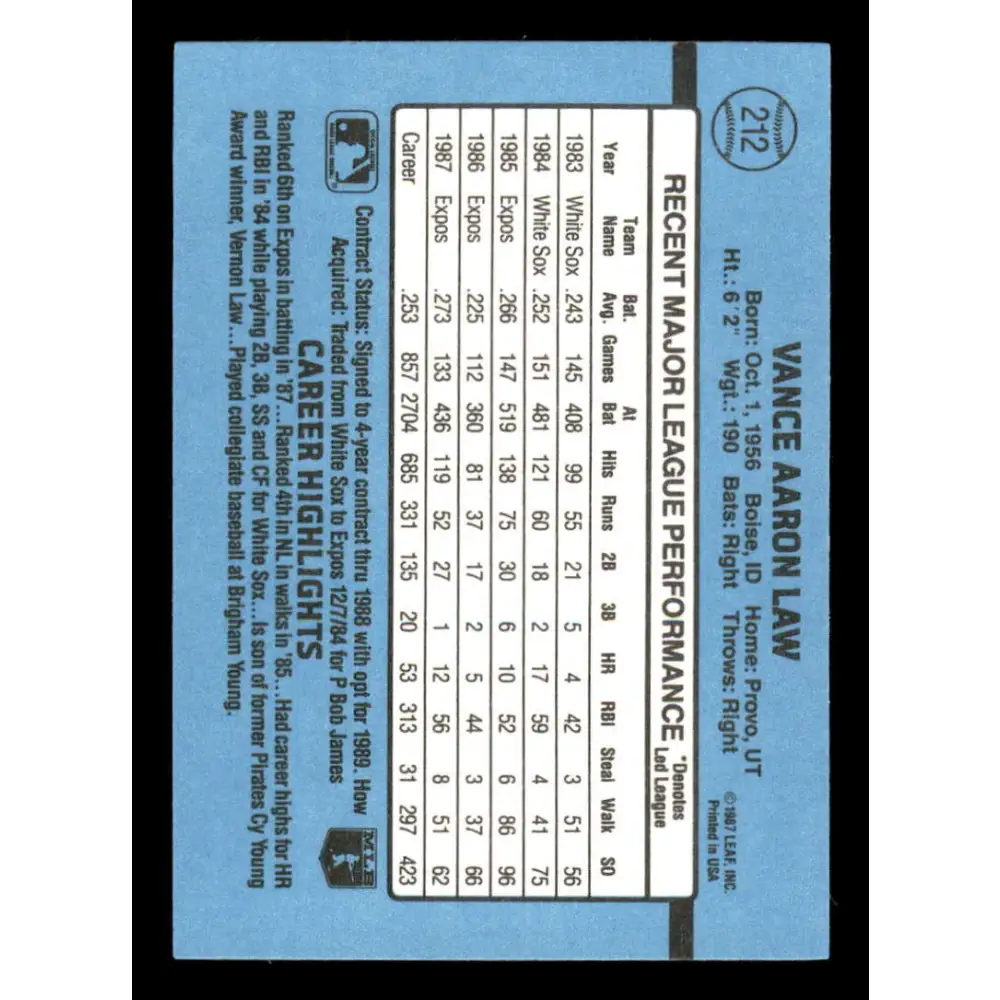 212
VANCE AARON LAW
Born: Oct. 1, 1956 Boise, ID Home: Provo, UT
Ht.: 6'2" Wgt.: 190 Bats: Right Throws: Right
©1987 LEAF, INC.
Printed in USA
RECENT MAJOR LEAGUE PERFORMANCE *Denotes Led League
Year Team Name Bat. Avg. Games At Bat Hits Runs 2B 3B HR RBI Steal Walk SO
1983 White Sox .243 145 408 99 55 21 5 4 42 3 51 56
1984 White Sox .252 151 481 121 60 18 2 17 59 4 41 75
1985 Expos .266 147 519 138 75 30 6 10 52 6 86 96
1986 Expos .225 112 360 81 37 17 2 5 44 3 37 66
1987 Expos .273 133 436 119 52 27 1 12 56 8 51 62
Career .253 857 2704 685 331 135 20 53 313 31 297 423
Contract Status: Signed to 4-year contract thru 1988 with opt for 1989. How
Acquired: Traded from White Sox to Expos 12/7/84 for P Bob James
MLB
CAREER HIGHLIGHTS
Ranked 6th on Expos in batting in '87...Ranked 4th in NL in walks in '85...Had career highs for HR
and RBI in '84 while playing 2B, 3B, SS and CF for White Sox...Is son of former Pirates Cy Young
Award winner, Vernon Law...Played collegiate baseball at Brigham Young.